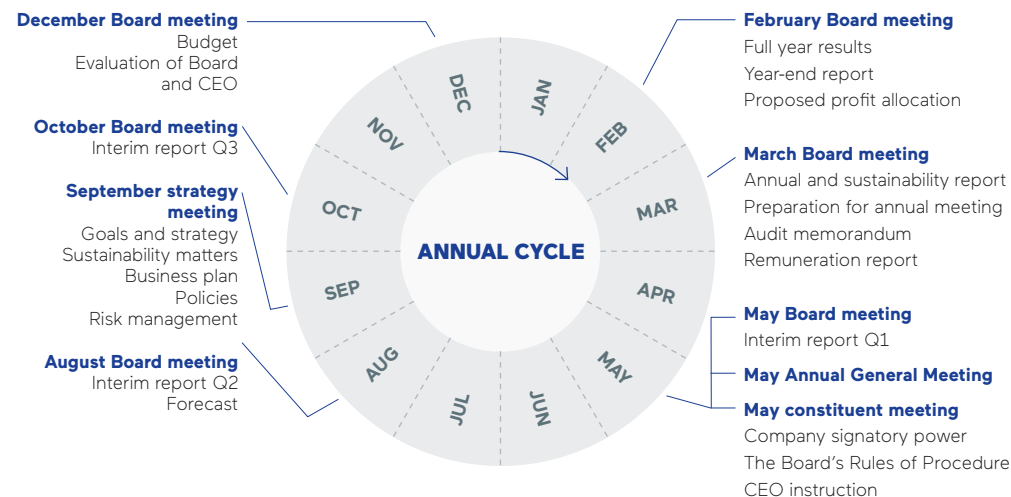 December Board meeting
Budget
Evaluation of Board
and CEO
October Board meeting
Interim report Q3
September strategy
meeting
Goals and strategy
Sustainability matters
Business plan
Policies
Risk management
August Board meeting
Interim report Q2
Forecast
JAN
FEB
MAR
APR
MAY
JUN
JUL
AUG
SEP
OCT
NOV
DEC
ANNUAL CYCLE
February Board meeting
Full year results
Year-end report
Proposed profit allocation
March Board meeting
Annual and sustainability report
Preparation for annual meeting
Audit memorandum
Remuneration report
May Board meeting
Interim report Q1
May Annual General Meeting
May constituent meeting
Company signatory power
The Board's Rules of Procedure
CEO instruction